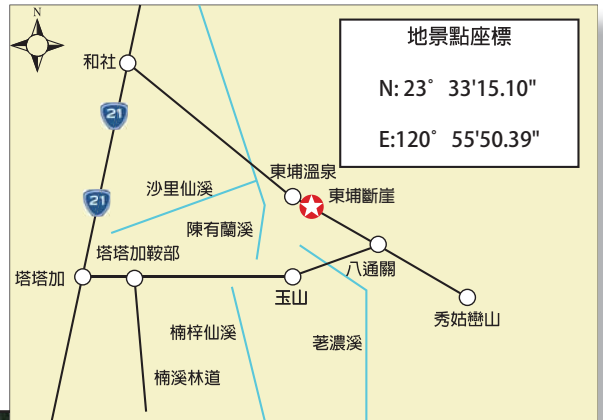 N
地景點座標
N: 23° 33'15.10"
E:120° 55'50.39"
和社
21
東埔溫泉
沙里仙溪
東埔斷崖
21
陳有蘭溪
塔塔加鞍部
八通關
塔塔加
玉山
秀姑巒山
楠梓仙溪
荖濃溪
楠溪林道